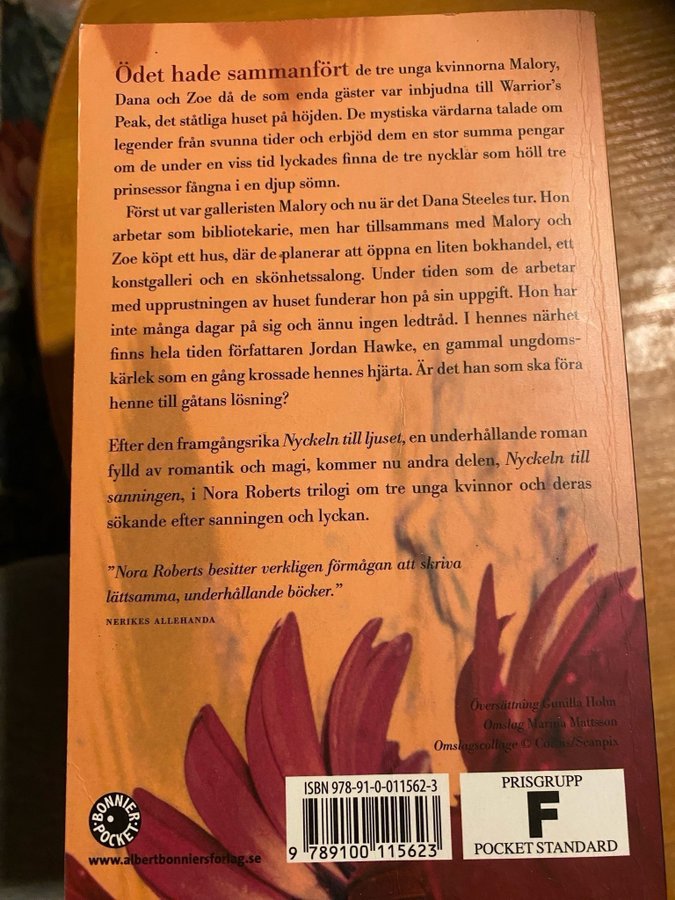 Ödet hade sammanfört de tre unga kvinnorna Malory,
Dana och Zoe då de som enda gäster var inbjudna till Warrior's
Peak, det ståtliga huset på höjden. De mystiska värdarna talade om
legender från svunna tider och erbjöd dem en stor summa pengar
om de under en viss tid lyckades finna de tre nycklar som höll tre
prinsessor fångna i en djup sömn.
Först ut var galleristen Malory och nu är det Dana Steeles tur. Hon
arbetar som bibliotekarie, men har tillsammans med Malory och
Zoe köpt ett hus, där de planerar att öppna en liten bokhandel, ett
konstgalleri och en skönhetssalong. Under tiden som de arbetar
med upprustningen av huset funderar hon på sin uppgift. Hon har
inte många dagar på sig och ännu ingen ledtråd. I hennes närhet
finns hela tiden författaren Jordan Hawke, en gammal ungdoms-
kärlek som en gång krossade hennes hjärta. Är det han som ska föra
henne till gåtans lösning?
Efter den framgångsrika Nyckeln till ljuset, en underhållande roman
fylld av romantik och magi, kommer nu andra delen, Nyckeln till
sanningen, i Nora Roberts trilogi om tre unga kvinnor och deras
sökande efter sanningen och lyckan.
"Nora Roberts besitter verkligen förmågan att skriva
lättsamma, underhållande böcker."
NERIKES ALLEHANDA
Översättning Gunilla Holm
Omslag Marina Mattsson
Omslagscollage © Corbis/Scanpix
BONNIER POCKET
www.albertbonniersforlag.se
ISBN 978-91-0-011562-3
9 789100 115623
PRISGRUPP
F
POCKET STANDARD